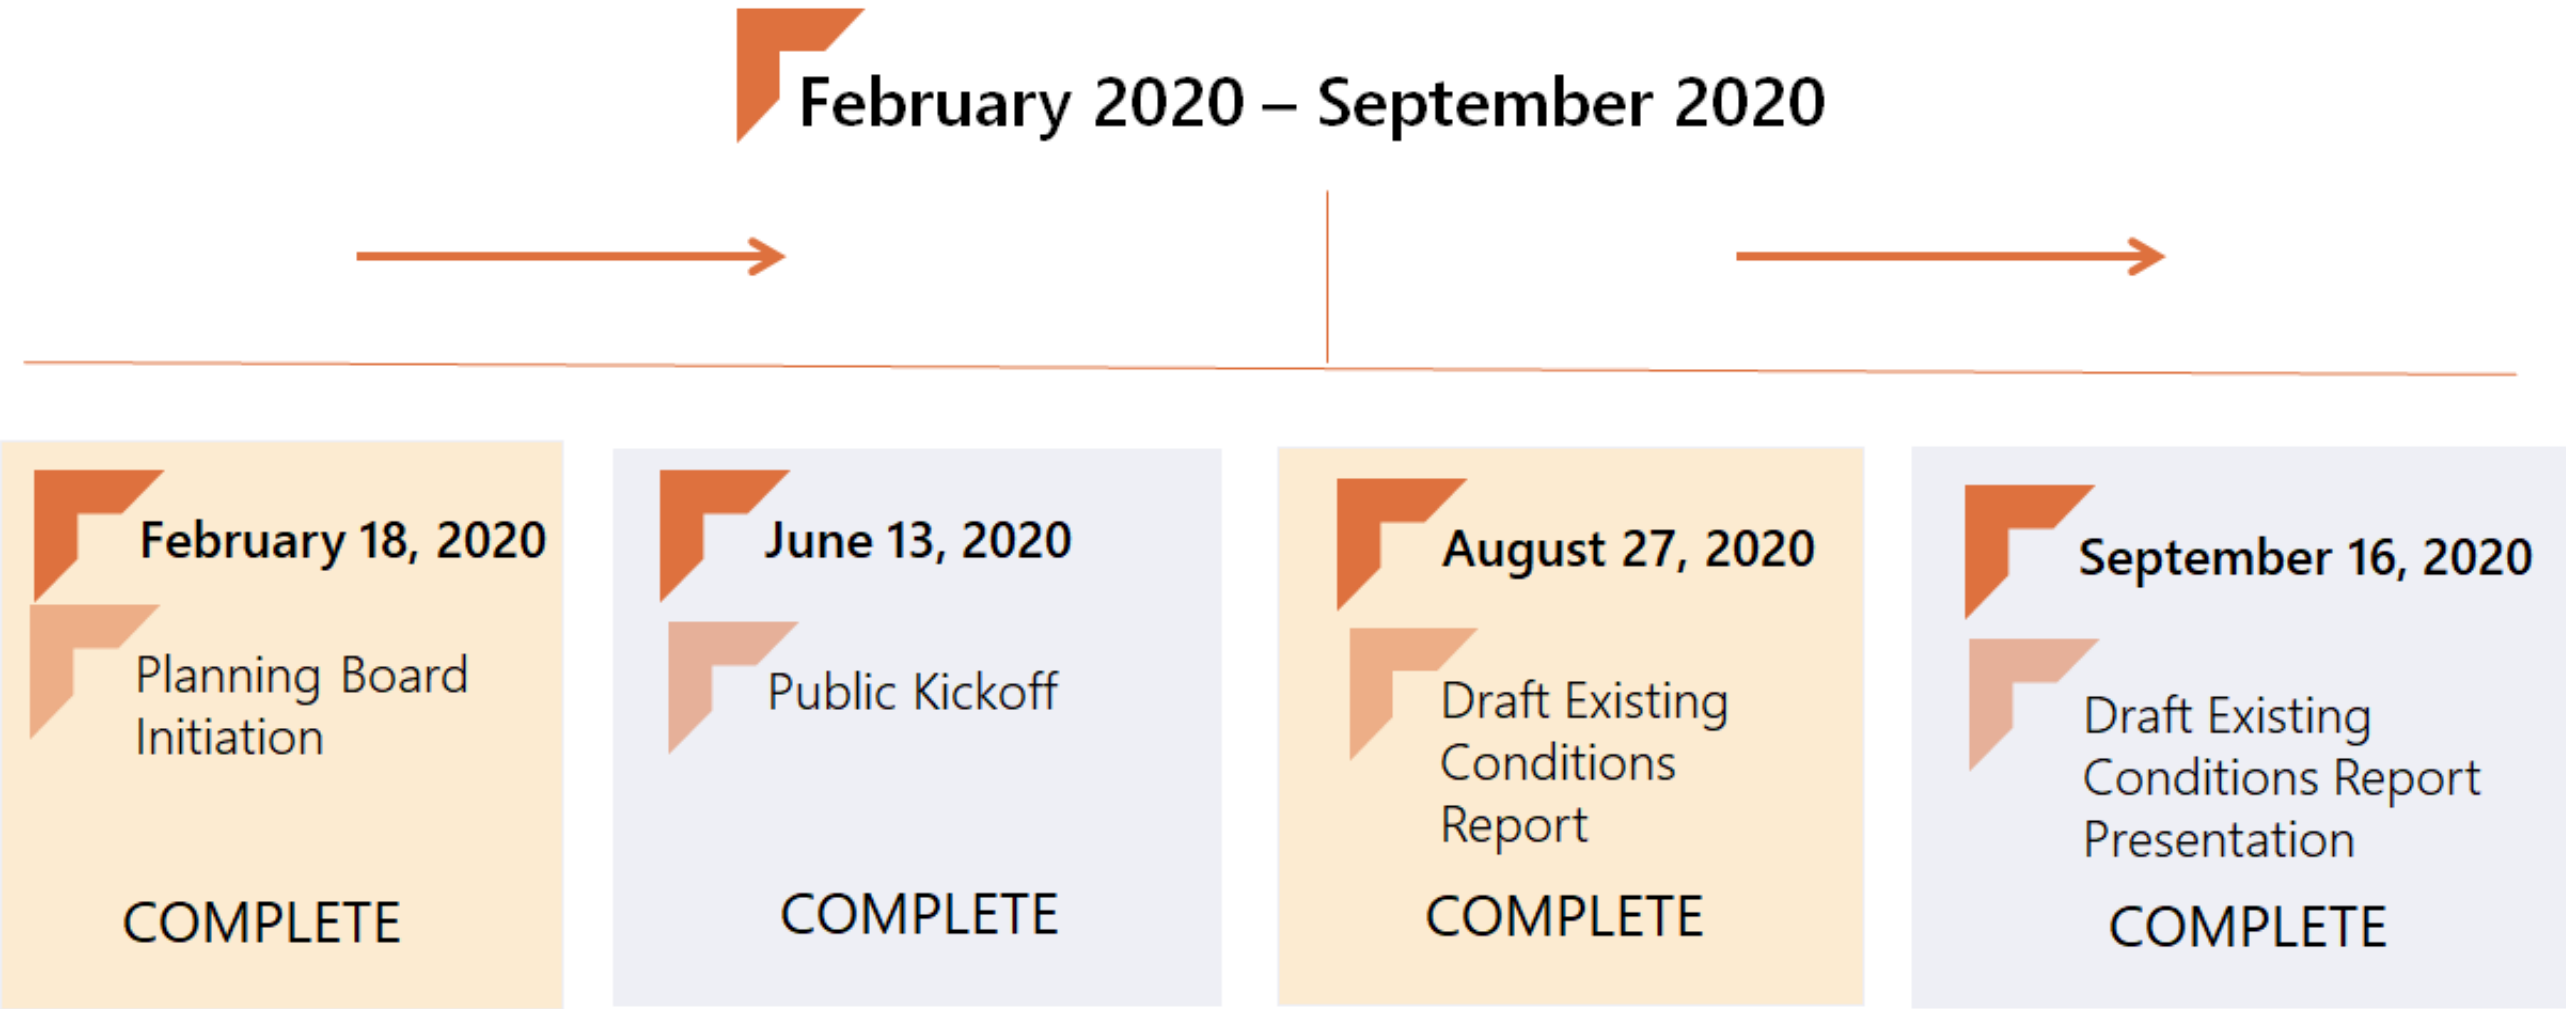 February 2020 – September 2020
February 18, 2020
Planning Board
Initiation
COMPLETE
June 13, 2020
Public Kickoff
COMPLETE
August 27, 2020
Draft Existing
Conditions
Report
COMPLETE
September 16, 2020
Draft Existing
Conditions Report
Presentation
COMPLETE